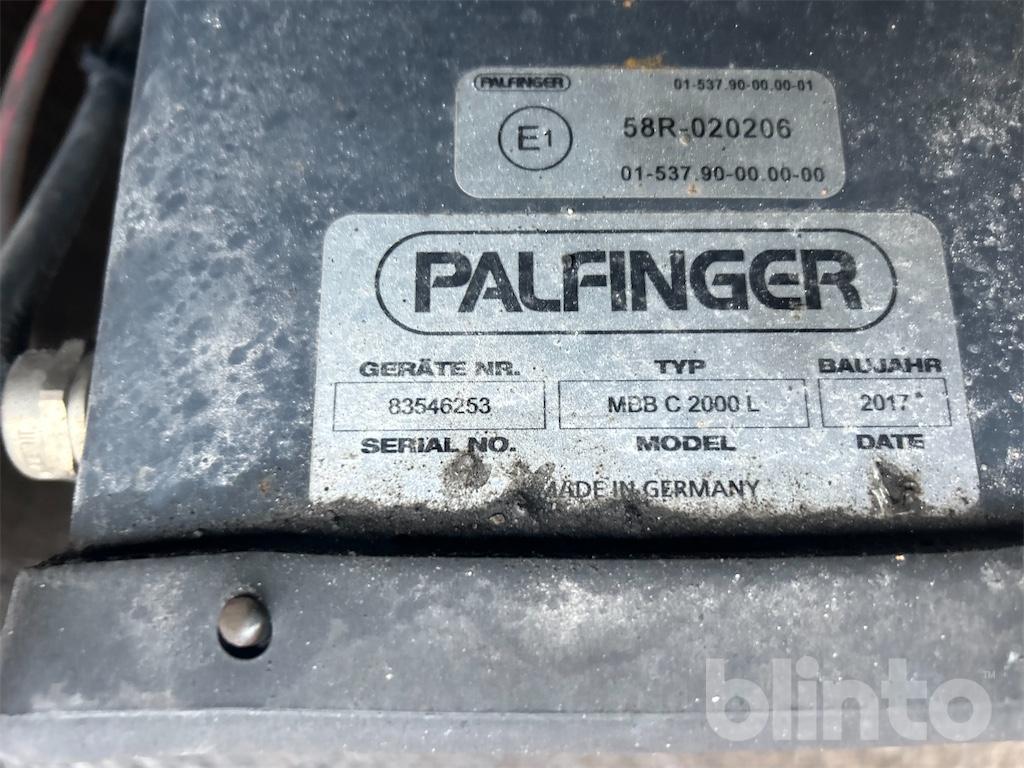 PALFINGER 01-537.90-00.00-01
E1 58R-020206
01-537.90-00.00-00
PALFINGER
GERÄTE NR. TYP BAUJAHR
83546253 MBB C 2000 L 2017
SERIAL NO. MODEL DATE
MADE IN GERMANY
blinto™